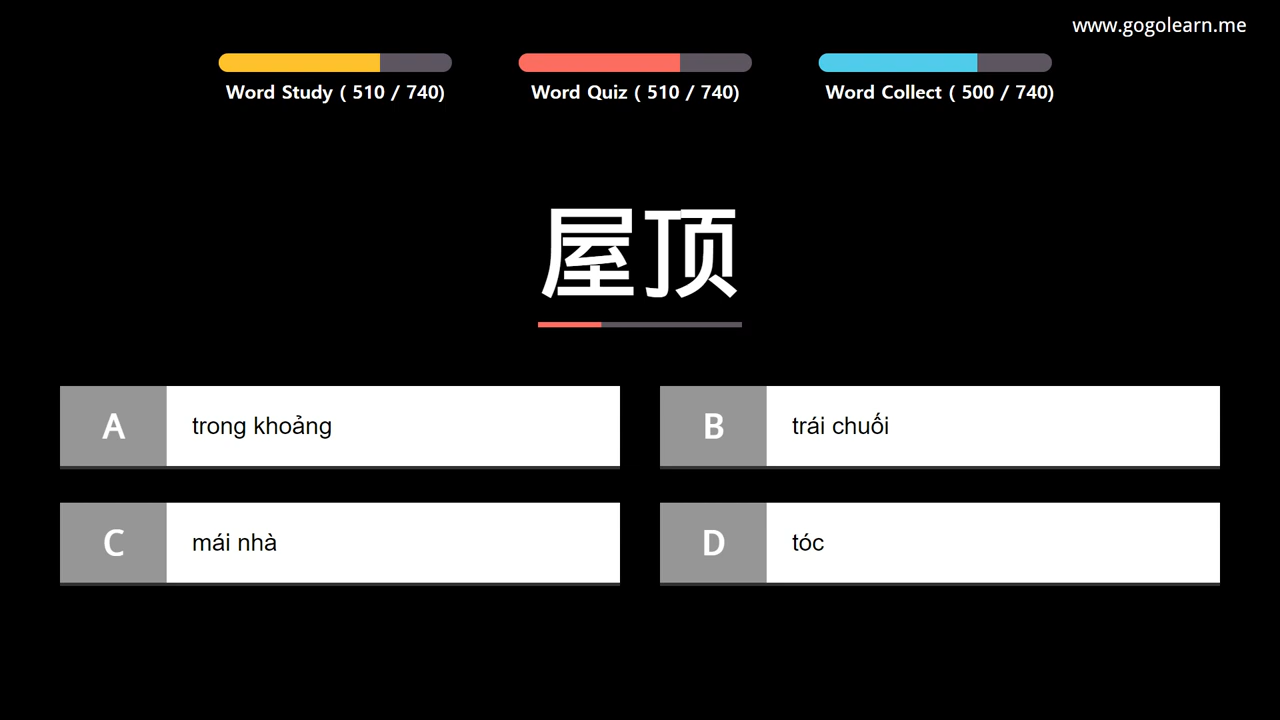 www.gogolearn.me
Word Study ( 510 / 740)
Word Quiz ( 510 / 740)
Word Collect ( 500 / 740)
屋顶
A trong khoảng
B trái chuối
C mái nhà
D tóc